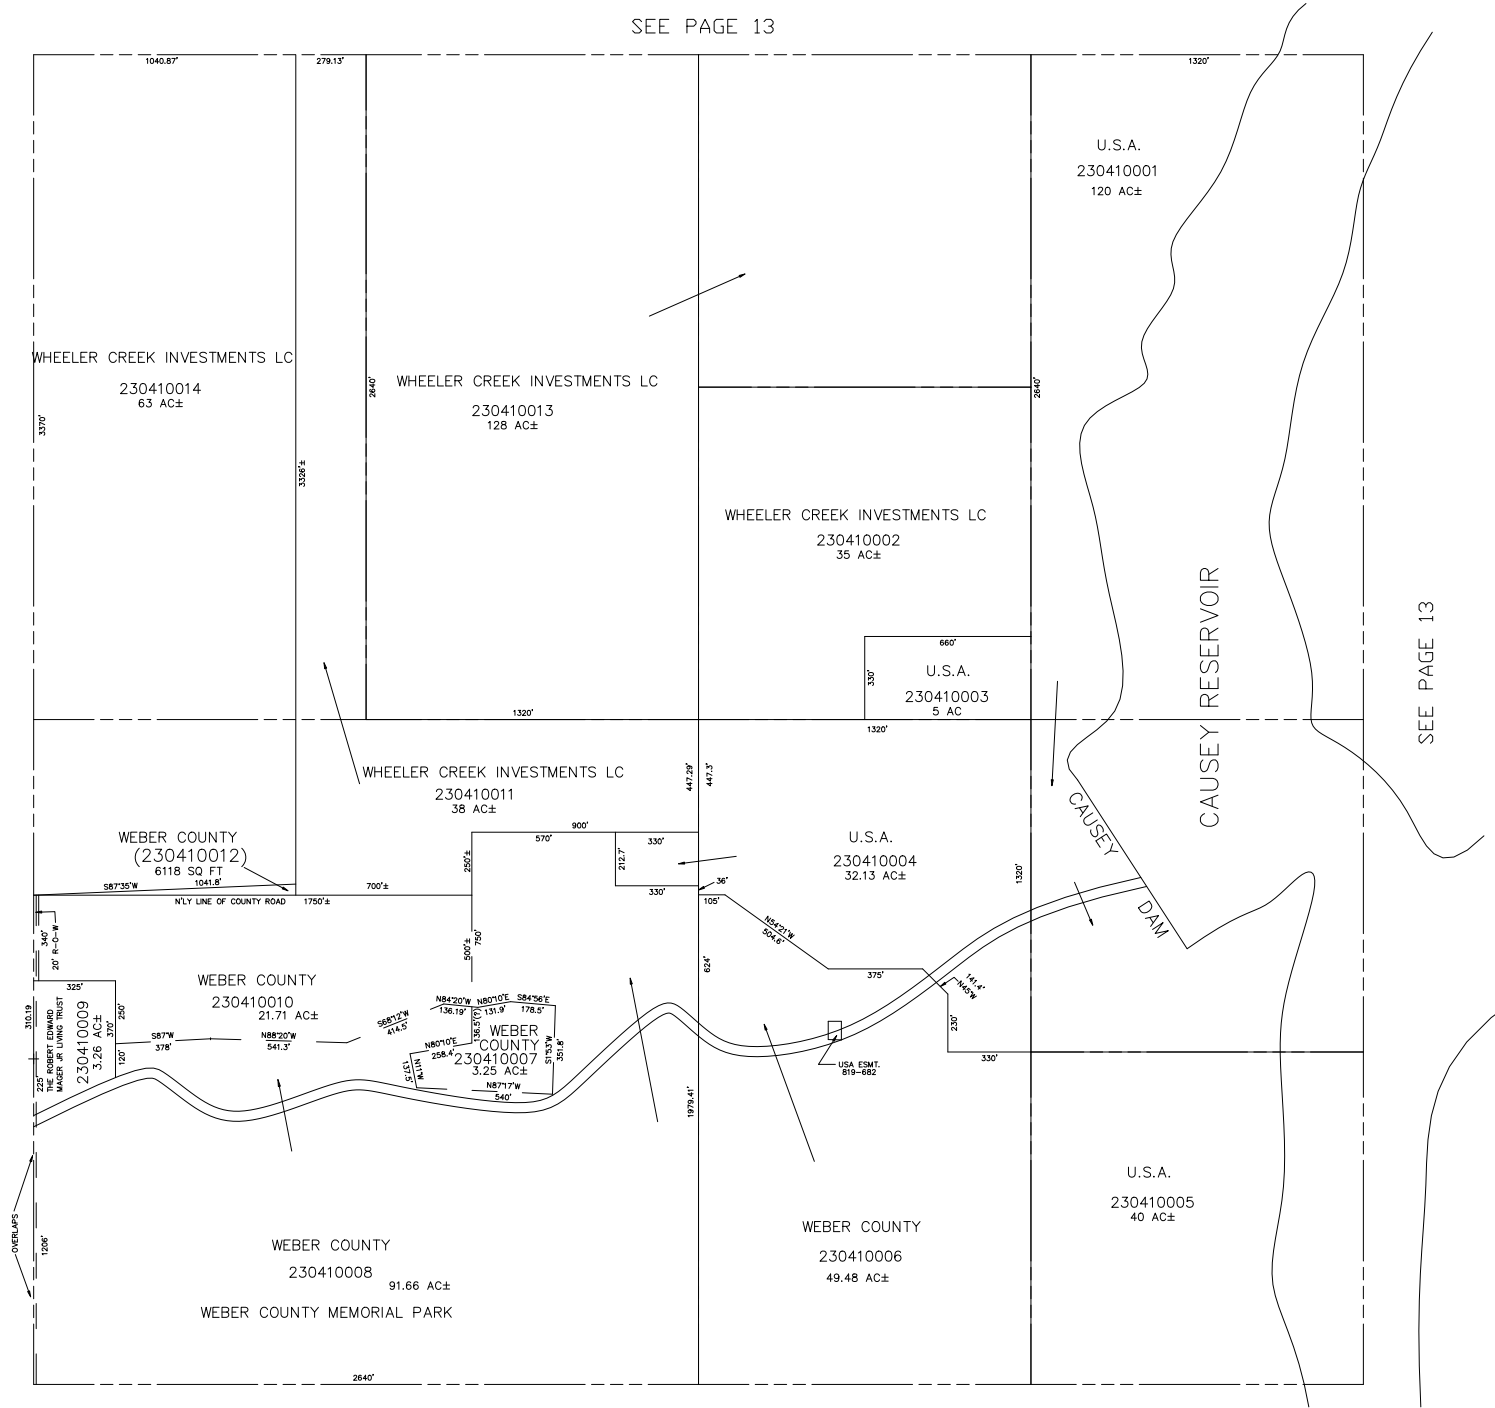 SEE PAGE 13
1040.87'
279.13'
1320'
U.S.A.
230410001
120 AC±
WHEELER CREEK INVESTMENTS LC
230410014
63 AC±
3370'
2640'
WHEELER CREEK INVESTMENTS LC
230410013
128 AC±
2640'
3326'±
WHEELER CREEK INVESTMENTS LC
230410002
35 AC±
660'
330'
U.S.A.
230410003
5 AC
CAUSEY RESERVOIR
SEE PAGE 13
1320'
1320'
WHEELER CREEK INVESTMENTS LC
230410011
38 AC±
447.29'
447.3'
CAUSEY
DAM
WEBER COUNTY
(230410012)
6118 SQ FT
S87°35'W
1041.8'
900'
570'
330'
250'±
212.7'
330'
36'
105'
U.S.A.
230410004
32.13 AC±
1320'
700'±
N'LY LINE OF COUNTY ROAD
1750'±
340'
20' R-O-W
500'±
750'
624'
N54°21'W
504.6'
375'
141.4'
N45°W
230'
330'
325'
WEBER COUNTY
230410010
21.71 AC±
310.19
THE ROBERT EDWARD
MAGER JR LIVING TRUST
230410009
3.26 AC±
250'
370'
120'
225'
S87°W
378'
N88°20'W
541.3'
S68°12'W
414.5'
N84°20'W
136.19'
N80°10'E
131.9'
S84°56'E
178.5'
136.5'(?)
WEBER
COUNTY
230410007
3.25 AC±
N80°10'E
258.4'
N11°W
137.5'
S1°53'W
351.8'
N87°17'W
540'
USA ESMT.
819-682
1979.41'
OVERLAPS
1206'
WEBER COUNTY
230410008
91.66 AC±
WEBER COUNTY MEMORIAL PARK
WEBER COUNTY
230410006
49.48 AC±
U.S.A.
230410005
40 AC±
2640'